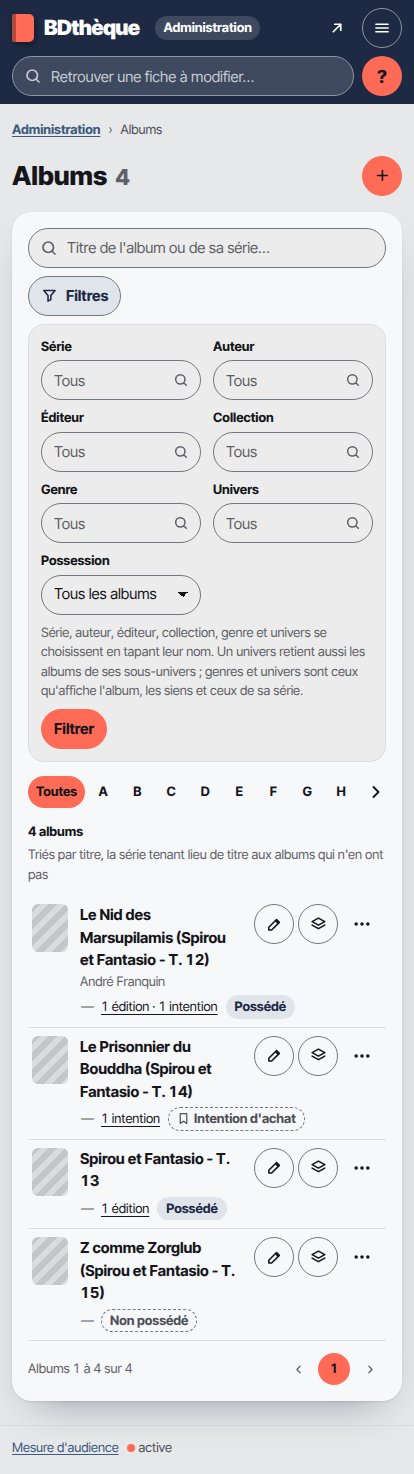 BDthèque Administration
Retrouver une fiche à modifier... ?
Administration › Albums
Albums 4 +
Titre de l'album ou de sa série...
Filtres
Série Auteur
Tous Tous
Éditeur Collection
Tous Tous
Genre Univers
Tous Tous
Possession
Tous les albums
Série, auteur, éditeur, collection, genre et univers se
choisissent en tapant leur nom. Un univers retient aussi les
albums de ses sous-univers ; genres et univers sont ceux
qu'affiche l'album, les siens et ceux de sa série.
Filtrer
Toutes A B C D E F G H
4 albums
Triés par titre, la série tenant lieu de titre aux albums qui n'en ont
pas
Le Nid des
Marsupilamis (Spirou
et Fantasio - T. 12)
André Franquin
— 1 édition · 1 intention Possédé
Le Prisonnier du
Bouddha (Spirou et
Fantasio - T. 14)
— 1 intention Intention d'achat
Spirou et Fantasio - T.
13
— 1 édition Possédé
Z comme Zorglub
(Spirou et Fantasio - T.
15)
— Non possédé
Albums 1 à 4 sur 4 ‹ 1 ›
Mesure d'audience active